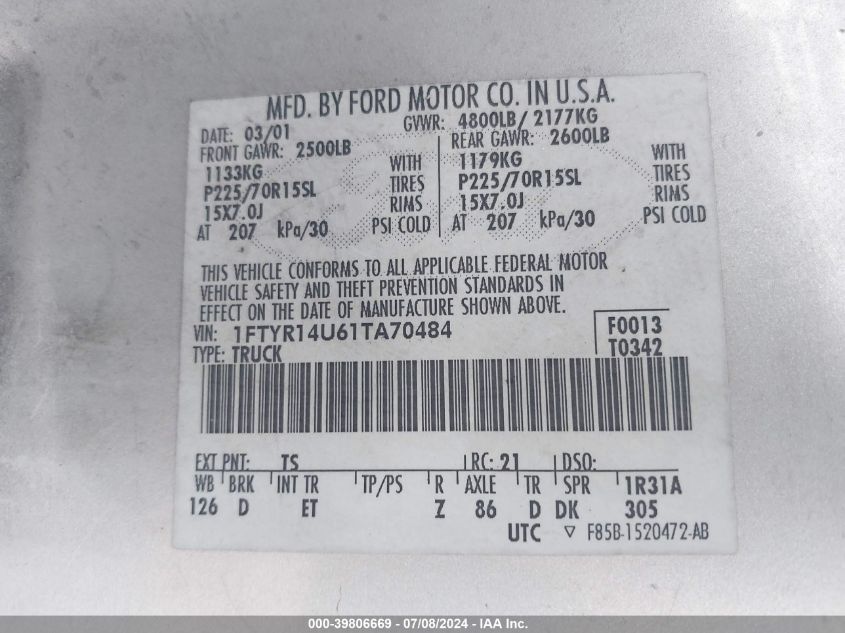 MFD. BY FORD MOTOR CO. IN U.S.A.
DATE: 03/01 GVWR: 4800LB/ 2177KG
FRONT GAWR: 2500LB REAR GAWR: 2600LB
1133KG WITH 1179KG WITH
P225/70R15SL TIRES P225/70R15SL TIRES
15X7.0J RIMS 15X7.0J RIMS
AT 207 kPa/30 PSI COLD AT 207 kPa/30 PSI COLD
THIS VEHICLE CONFORMS TO ALL APPLICABLE FEDERAL MOTOR
VEHICLE SAFETY AND THEFT PREVENTION STANDARDS IN
EFFECT ON THE DATE OF MANUFACTURE SHOWN ABOVE.
VIN: 1FTYR14U61TA70484 F0013
TYPE: TRUCK T0342
EXT PNT: TS RC: 21 DSO:
WB BRK INT TR TP/PS R AXLE TR SPR 1R31A
126 D ET Z 86 D DK 305
UTC ▽ F85B-1520472-AB
000-39806669 - 07/08/2024 - IAA Inc.